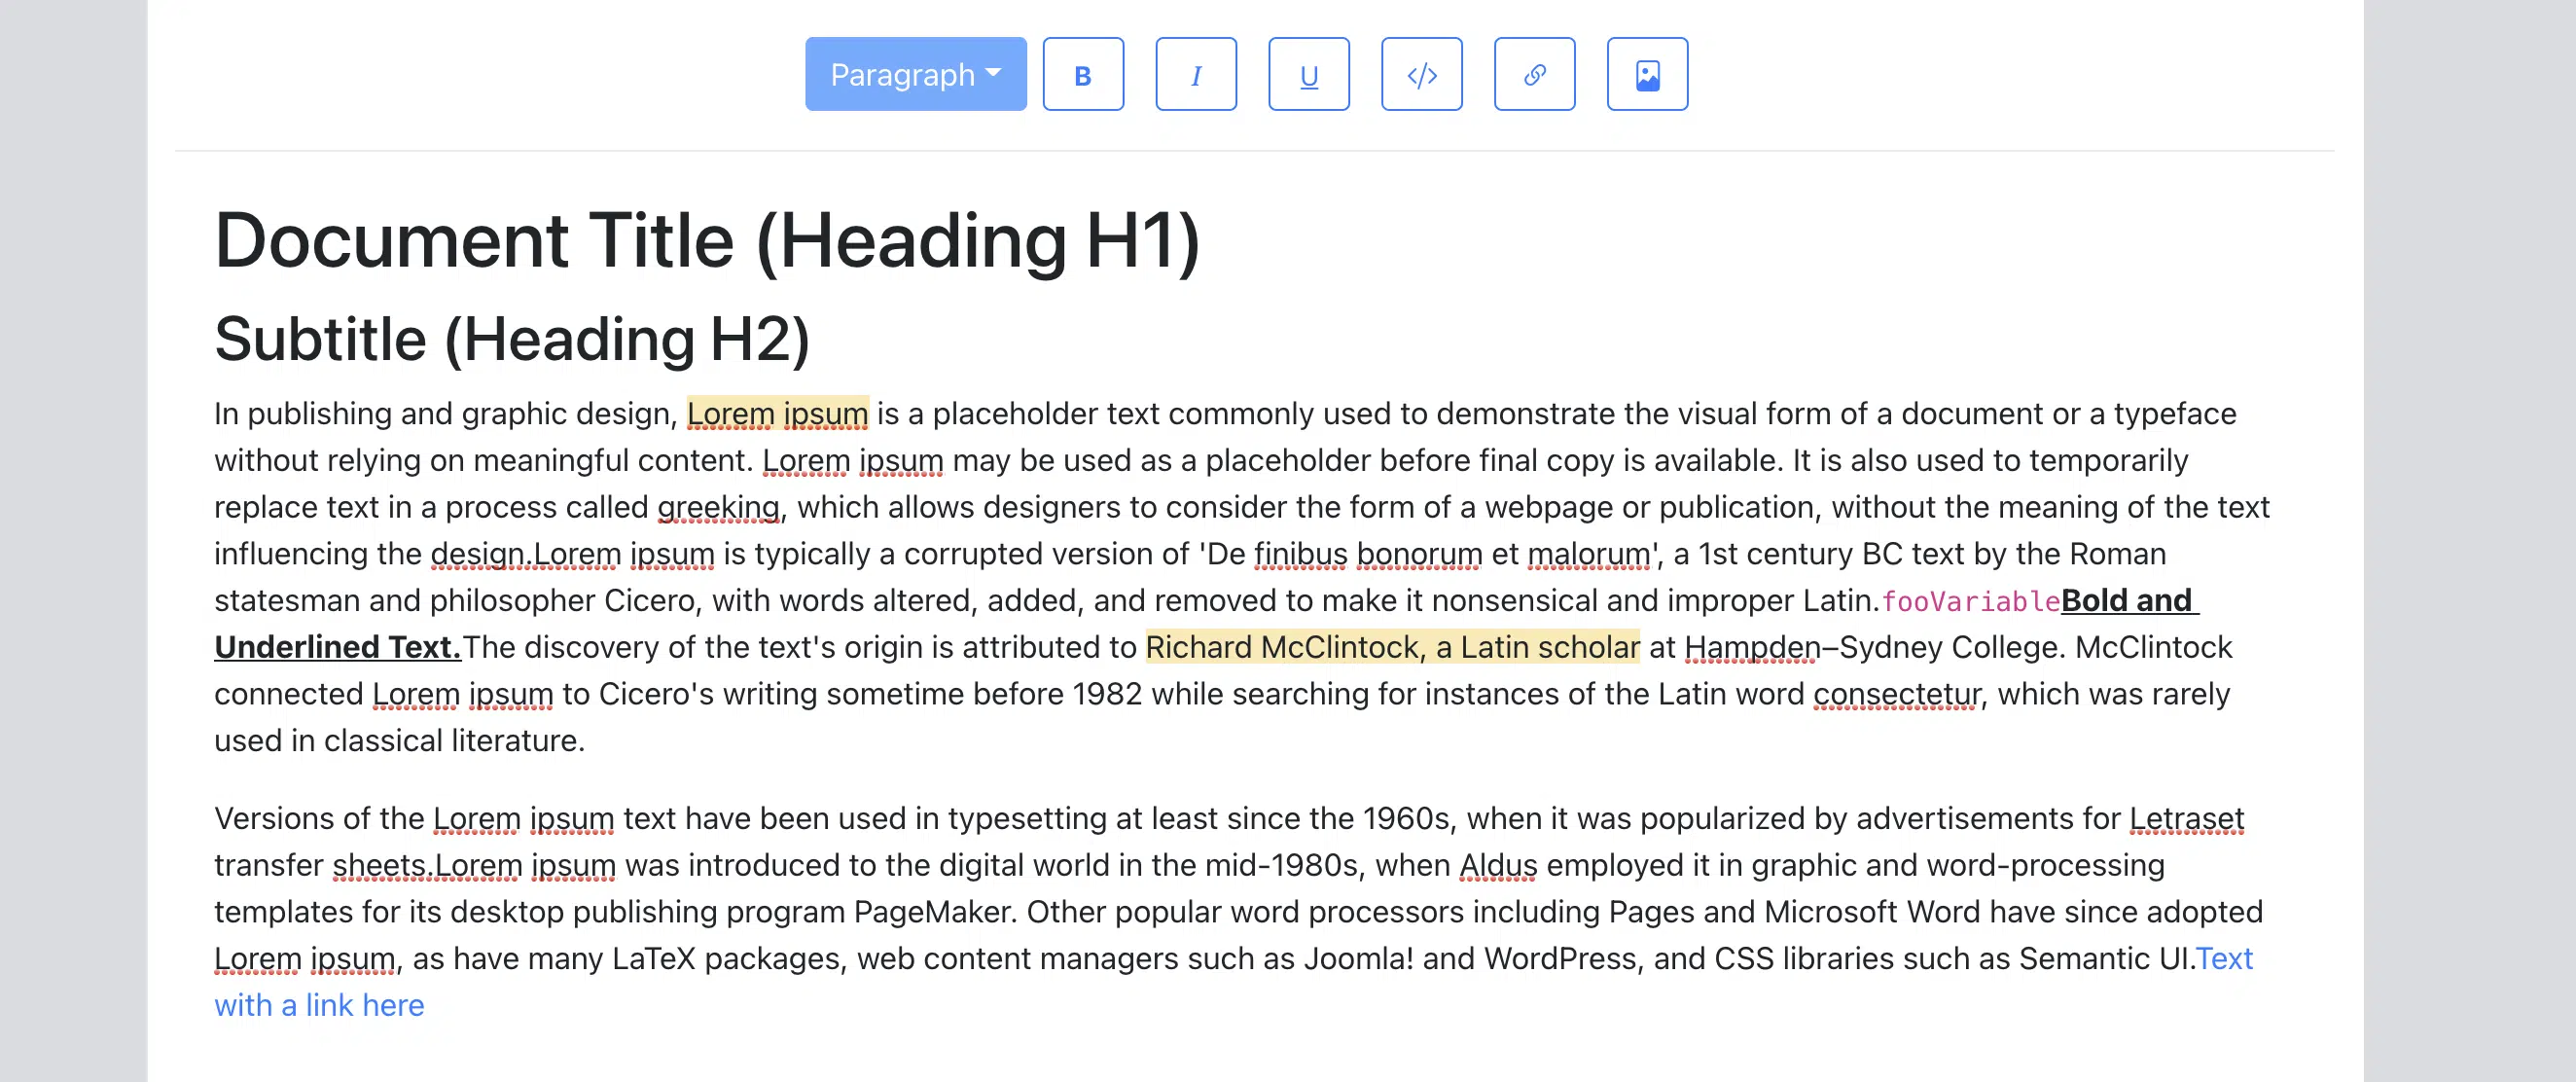 Paragraph B I U </>
Document Title (Heading H1)
Subtitle (Heading H2)
In publishing and graphic design, Lorem ipsum is a placeholder text commonly used to demonstrate the visual form of a document or a typeface
without relying on meaningful content. Lorem ipsum may be used as a placeholder before final copy is available. It is also used to temporarily
replace text in a process called greeking, which allows designers to consider the form of a webpage or publication, without the meaning of the text
influencing the design.Lorem ipsum is typically a corrupted version of 'De finibus bonorum et malorum', a 1st century BC text by the Roman
statesman and philosopher Cicero, with words altered, added, and removed to make it nonsensical and improper Latin.fooVariableBold and
Underlined Text.The discovery of the text's origin is attributed to Richard McClintock, a Latin scholar at Hampden–Sydney College. McClintock
connected Lorem ipsum to Cicero's writing sometime before 1982 while searching for instances of the Latin word consectetur, which was rarely
used in classical literature.
Versions of the Lorem ipsum text have been used in typesetting at least since the 1960s, when it was popularized by advertisements for Letraset
transfer sheets.Lorem ipsum was introduced to the digital world in the mid-1980s, when Aldus employed it in graphic and word-processing
templates for its desktop publishing program PageMaker. Other popular word processors including Pages and Microsoft Word have since adopted
Lorem ipsum, as have many LaTeX packages, web content managers such as Joomla! and WordPress, and CSS libraries such as Semantic UI.Text
with a link here